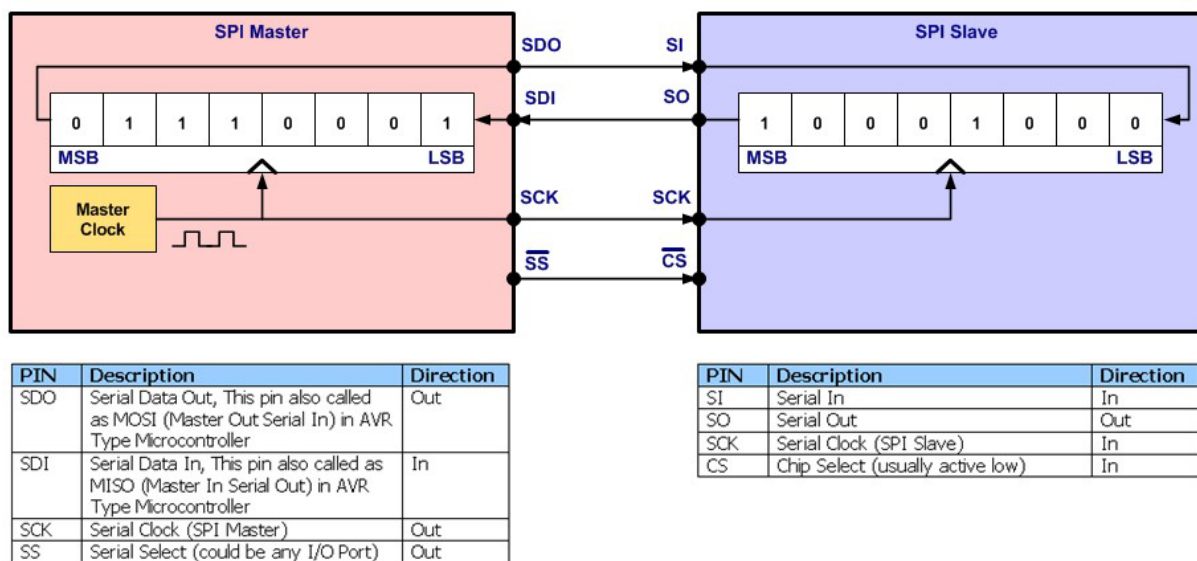 SPI Master
SPI Slave
SDO
SI
SDI
SO
0 1 1 1 0 0 0 1
1 0 0 0 1 0 0 0
MSB
LSB
MSB
LSB
Master
Clock
SCK
SCK
SS
CS
PIN Description Direction
SDO Serial Data Out, This pin also called Out
as MOSI (Master Out Serial In) in AVR
Type Microcontroller
SDI Serial Data In, This pin also called as In
MISO (Master In Serial Out) in AVR
Type Microcontroller
SCK Serial Clock (SPI Master) Out
SS Serial Select (could be any I/O Port) Out
PIN Description Direction
SI Serial In In
SO Serial Out Out
SCK Serial Clock (SPI Slave) In
CS Chip Select (usually active low) In